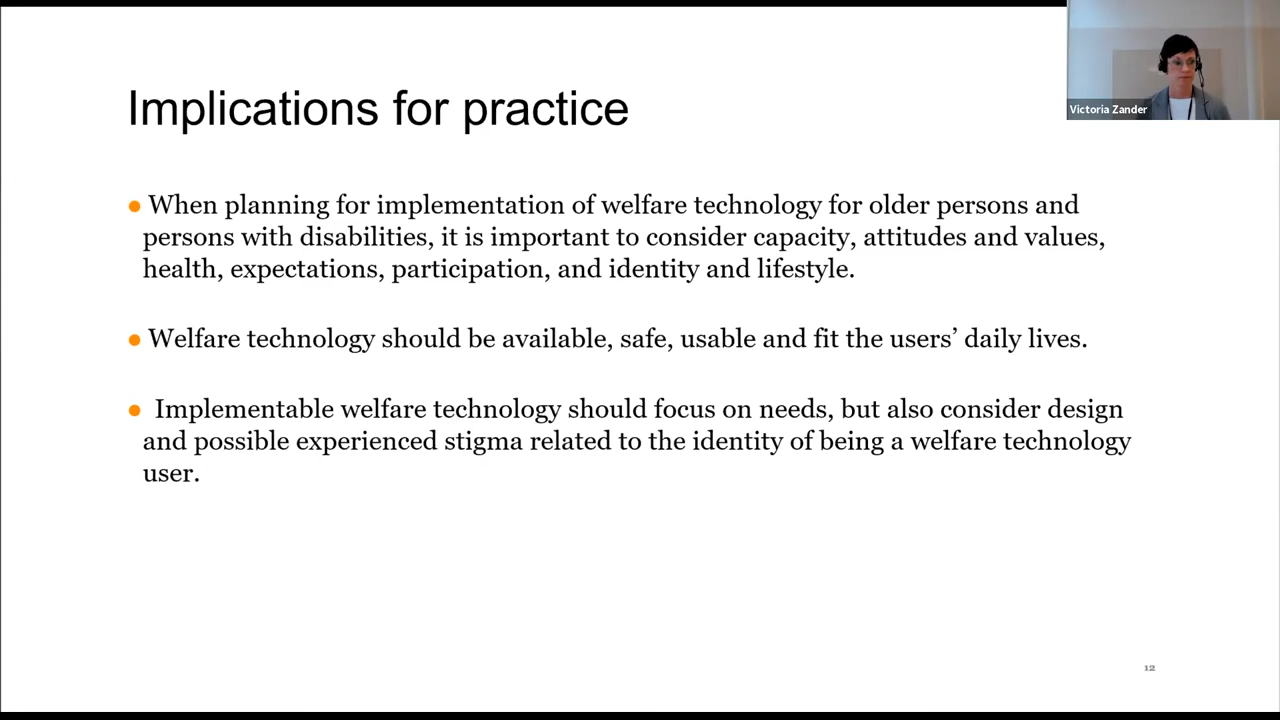 Implications for practice
Victoria Zander
● When planning for implementation of welfare technology for older persons and
persons with disabilities, it is important to consider capacity, attitudes and values,
health, expectations, participation, and identity and lifestyle.
● Welfare technology should be available, safe, usable and fit the users’ daily lives.
● Implementable welfare technology should focus on needs, but also consider design
and possible experienced stigma related to the identity of being a welfare technology
user.
12